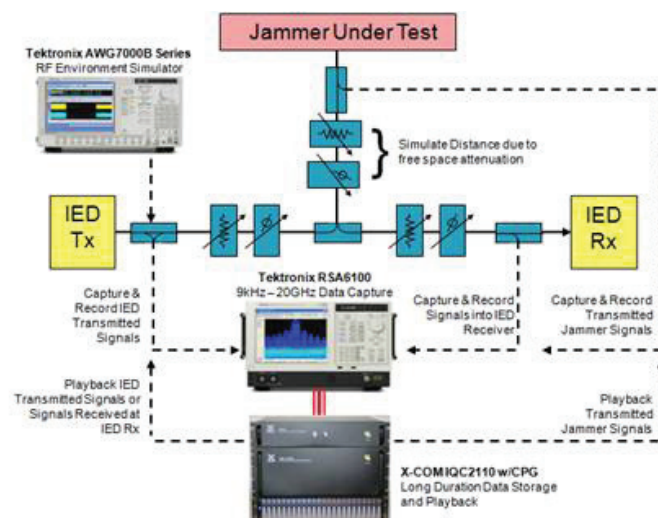 Jammer Under Test
Tektronix AWG7000B Series
RF Environment Simulator
Simulate Distance due to
free space attenuation
IED
Tx
IED
Rx
Tektronix RSA6100
9kHz – 20GHz Data Capture
Capture &
Record IED
Transmitted
Signals
Capture & Record
Signals into IED
Receiver
Capture & Record
Transmitted
Jammer Signals
Playback IED
Transmitted Signals or
Signals Received at
IED Rx
Playback
Transmitted
Jammer Signals
X-COM IQC2110 w/CPG
Long Duration Data Storage
and Playback